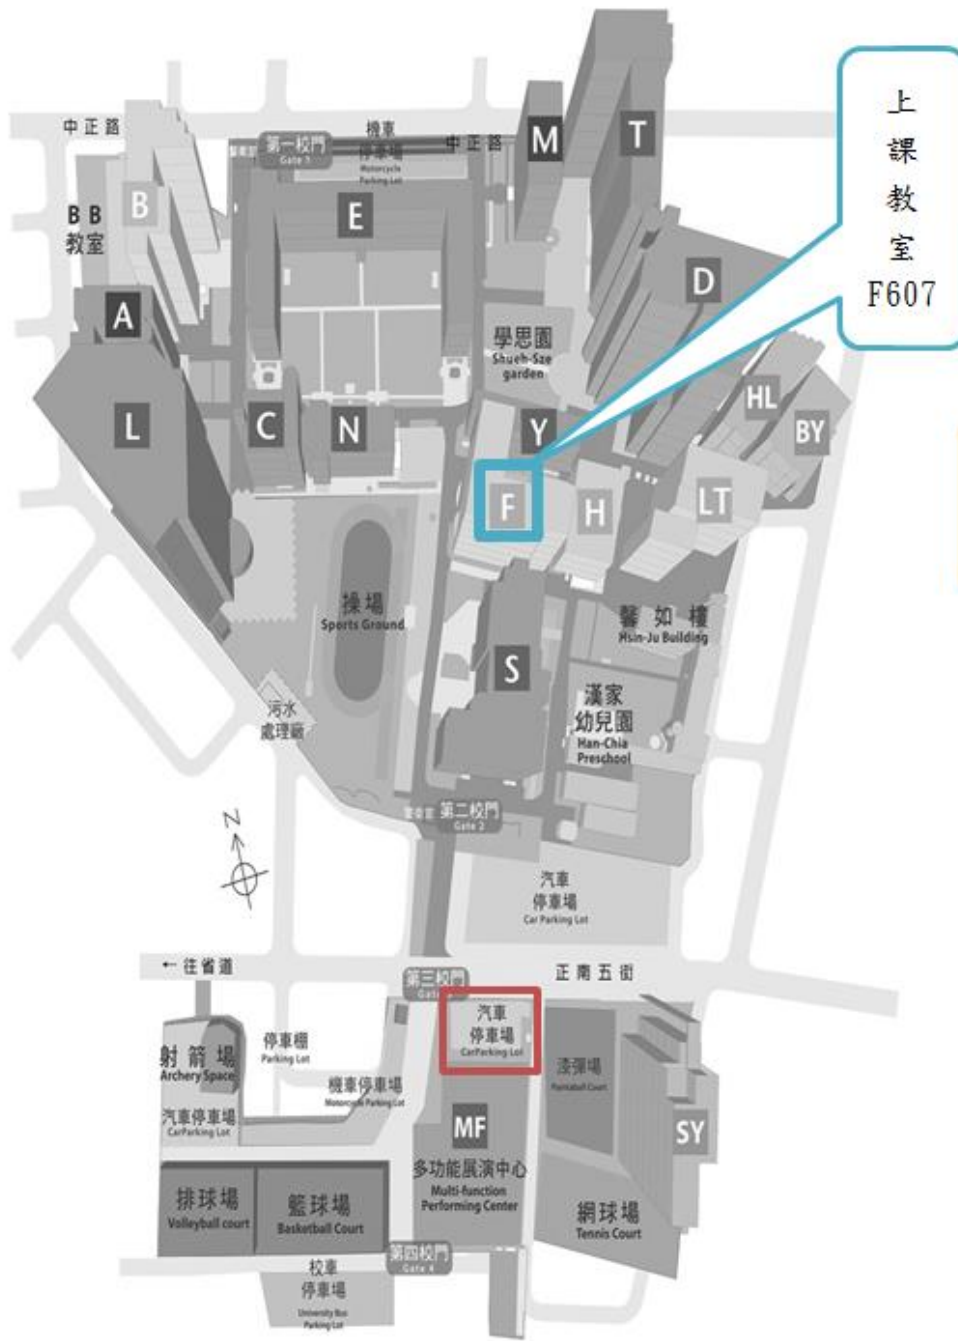 上
課
教
室
F607
中正路
第一校門
Gate 1
機車
停車場
Motorcycle
Parking Lot
中正路
M
T
B
BB
教室
E
A
D
學思園
Shueh-Sze
garden
L
C
N
Y
HL
BY
F
H
LT
操場
Sports Ground
馨如樓
Hsin-Ju Building
S
污水
處理廠
漢家
幼兒園
Han-Chia
Preschool
第二校門
Gate 2
N
汽車
停車場
Car Parking Lot
←往省道
正南五街
第三校門
汽車
停車場
CarParking Lot
射箭場
Archery Space
停車棚
Parking Lot
漆彈場
Paintaball Court
機車停車場
Motorcycle Parking Lot
汽車停車場
CarParking Lot
MF
SY
多功能展演中心
Multi-function
Performing Center
排球場
Volleyball court
籃球場
Basketball Court
網球場
Tennis Court
第四校門
Gate 4
校車
停車場
University Bus
Parking Lot